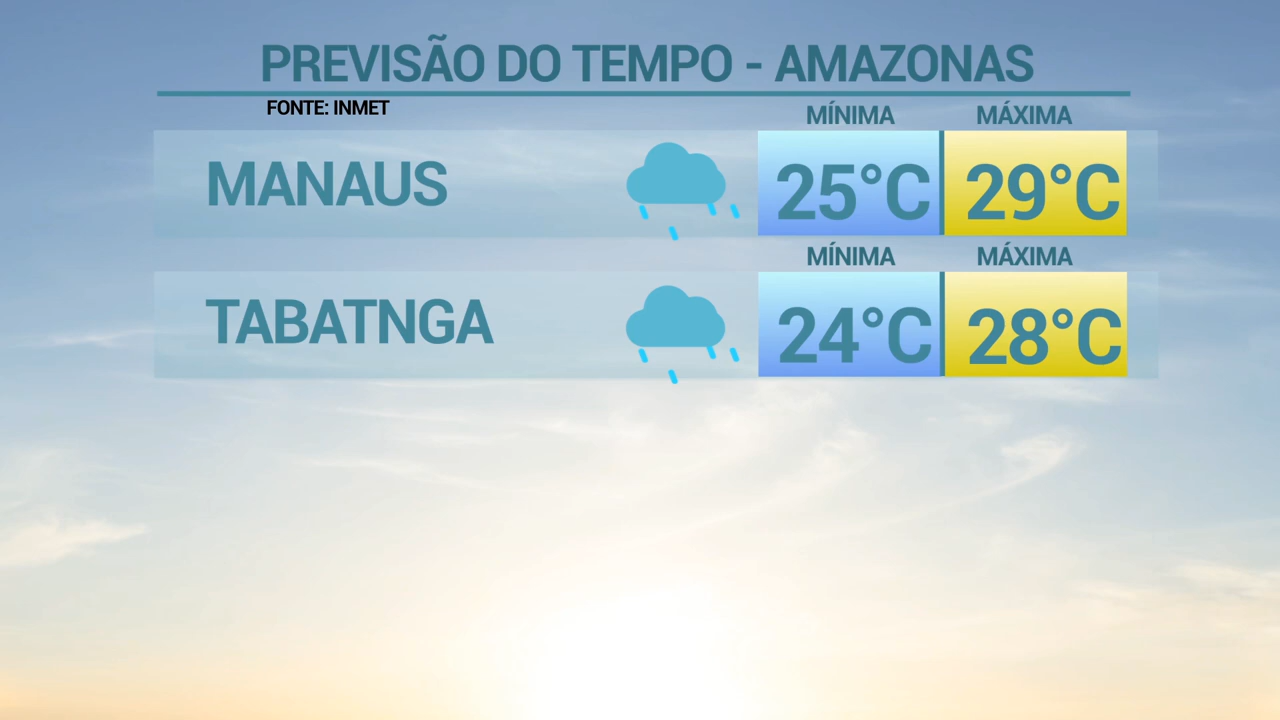 PREVISÃO DO TEMPO - AMAZONAS
FONTE: INMET
MÍNIMA MÁXIMA
MANAUS 25°C 29°C
MÍNIMA MÁXIMA
TABATNGA 24°C 28°C